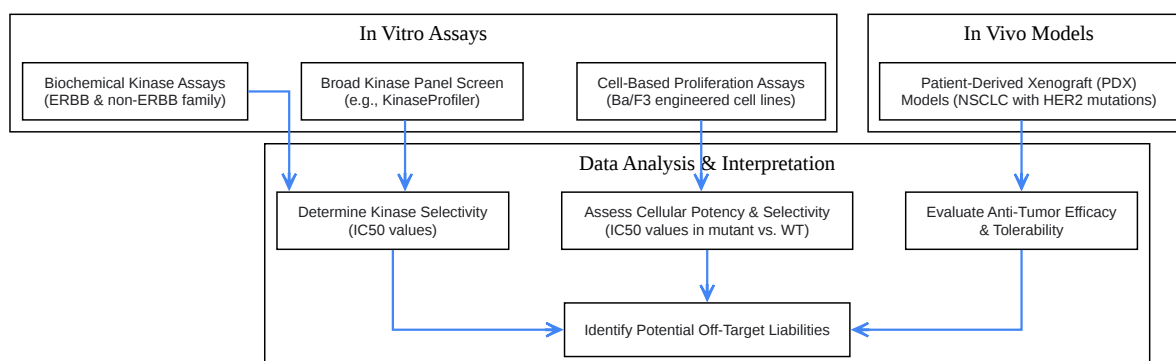 In Vitro Assays
In Vivo Models
Biochemical Kinase Assays
(ERBB & non-ERBB family)
Broad Kinase Panel Screen
(e.g., KinaseProfiler)
Cell-Based Proliferation Assays
(Ba/F3 engineered cell lines)
Patient-Derived Xenograft (PDX)
Models (NSCLC with HER2 mutations)
Data Analysis & Interpretation
Determine Kinase Selectivity
(IC50 values)
Assess Cellular Potency & Selectivity
(IC50 values in mutant vs. WT)
Evaluate Anti-Tumor Efficacy
& Tolerability
Identify Potential Off-Target Liabilities